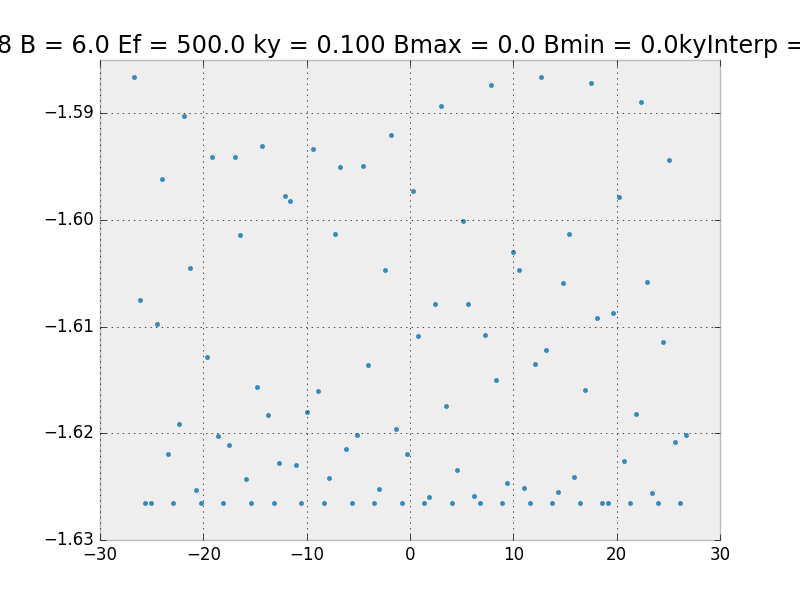 8 B = 6.0 Ef = 500.0 ky = 0.100 Bmax = 0.0 Bmin = 0.0kyInterp =
−1.59
−1.60
−1.61
−1.62
−1.63
−30 −20 −10 0 10 20 30